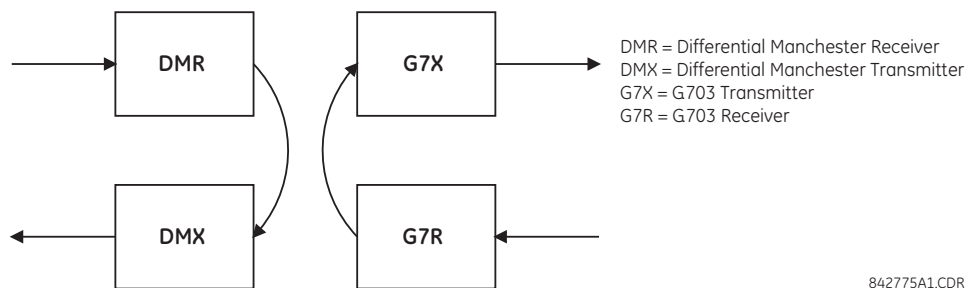 DMR
G7X
DMR = Differential Manchester Receiver
DMX = Differential Manchester Transmitter
G7X = G703 Transmitter
G7R = G703 Receiver
DMX
G7R
842775A1.CDR